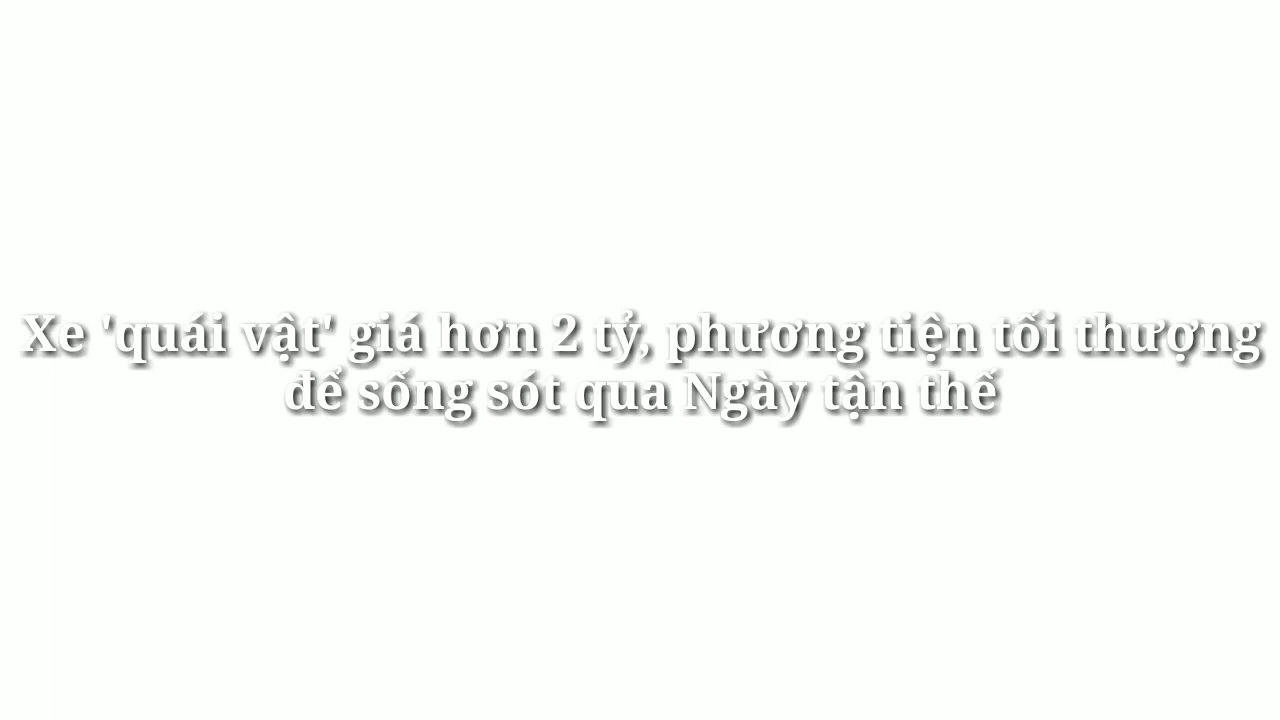 Xe 'quái vật' giá hơn 2 tỷ, phương tiện tối thượng
để sống sót qua Ngày tận thế